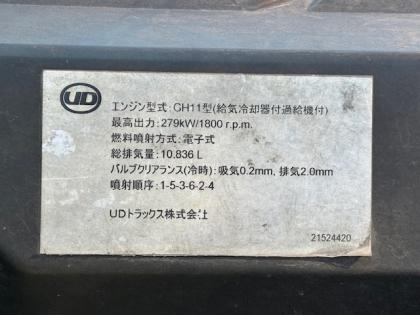 UD
エンジン型式:GH11型(給気冷却器付過給機付)
最高出力:279kW/1800 r.p.m.
燃料噴射方式:電子式
総排気量:10.836 L
バルブクリアランス(冷時):吸気0.2mm, 排気2.0mm
噴射順序:1-5-3-6-2-4
UDトラックス株式会社
21524420